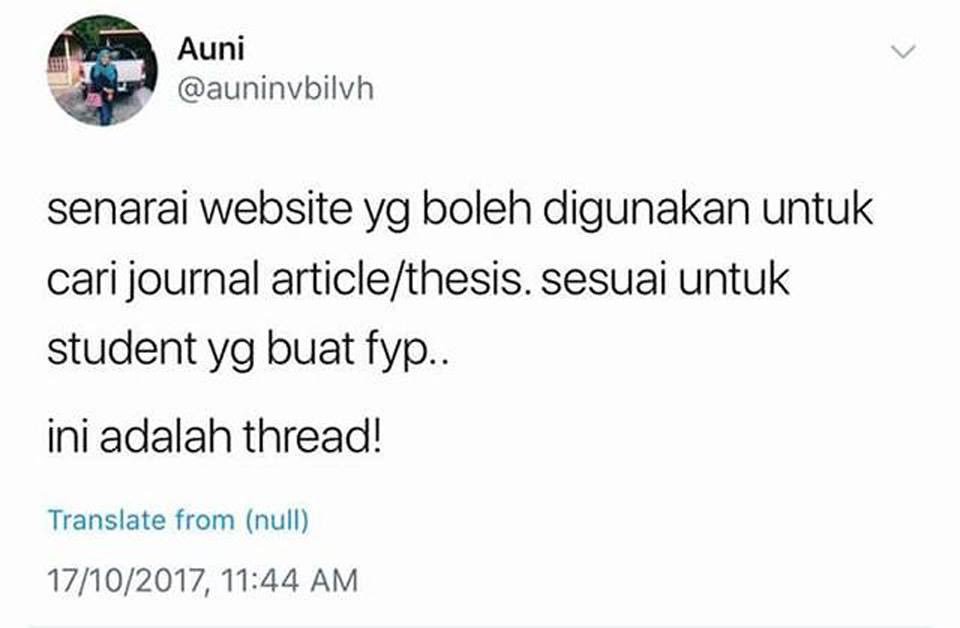 Auni
@auninvbilvh
senarai website yg boleh digunakan untuk
cari journal article/thesis. sesuai untuk
student yg buat fyp..
ini adalah thread!
Translate from (null)
17/10/2017, 11:44 AM